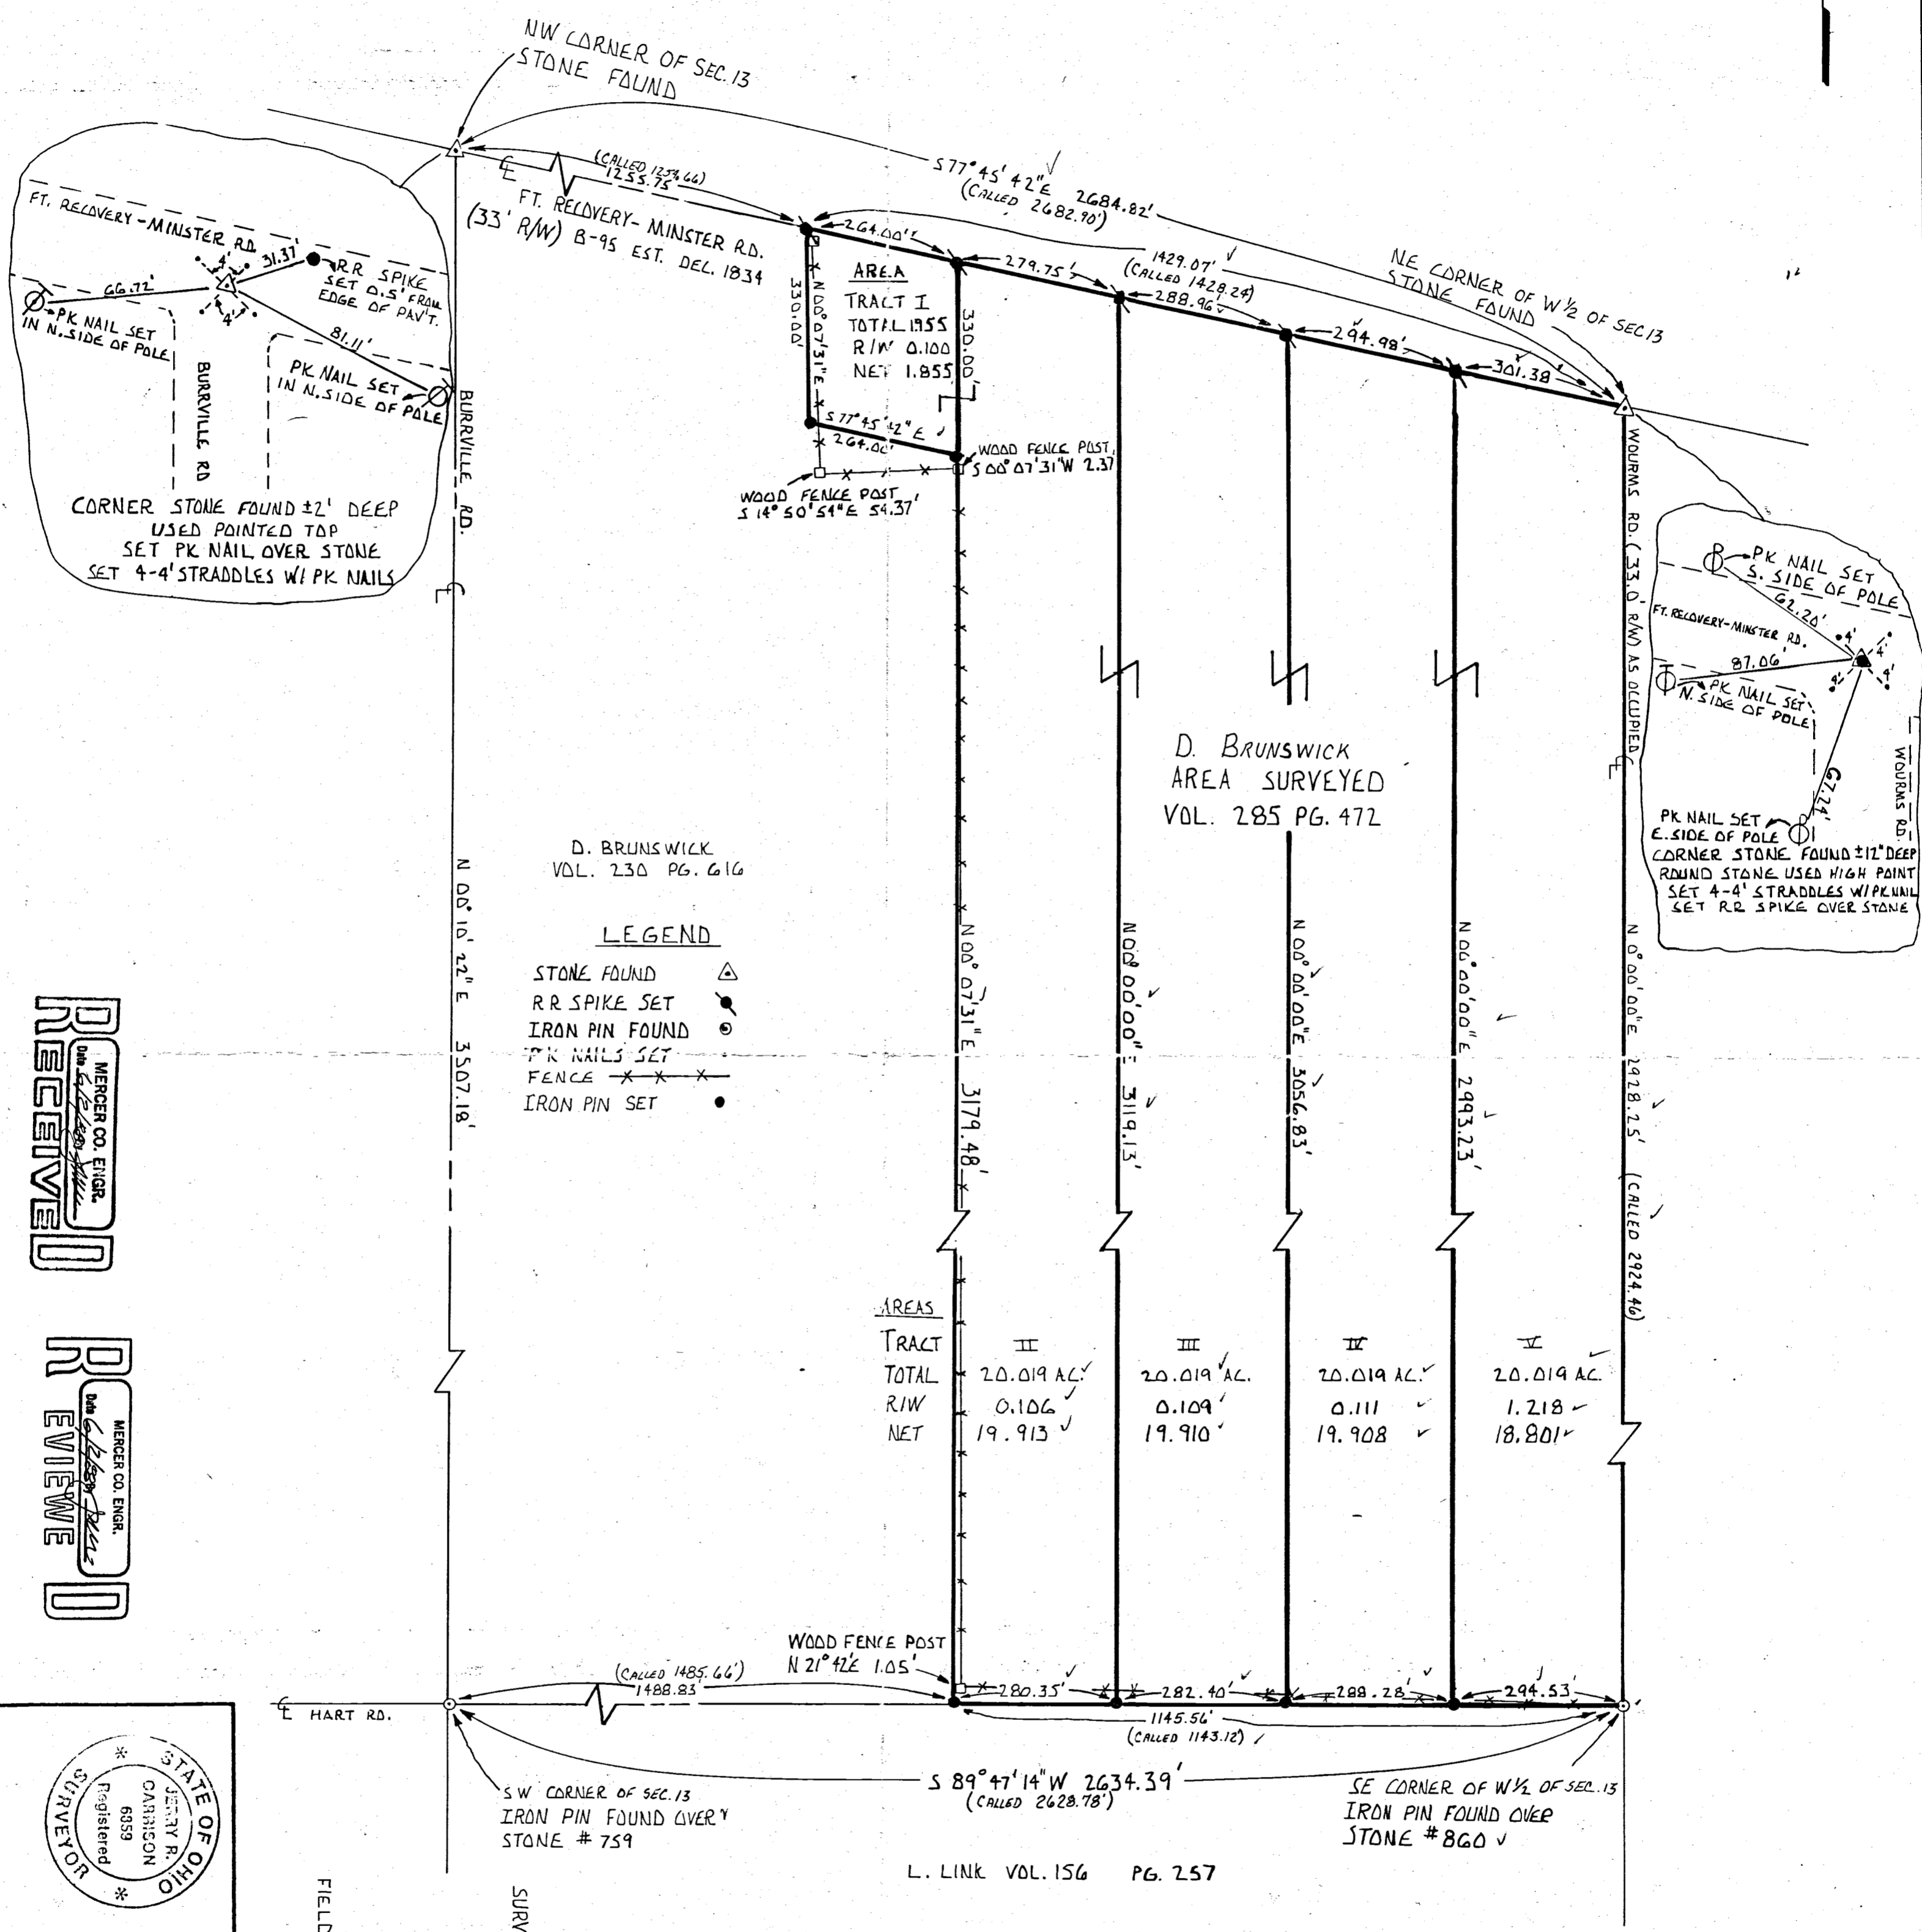 NW CORNER OF SEC. 13
STONE FOUND
(CALLED 1254.66)
1255.75
S 77° 45' 42" E 2684.82'
(CALLED 2682.90')
FT. RECOVERY-MINSTER RD.
(33' R/W) B-95 EST. DEL. 1834
264.00'
279.75'
1429.07'
(CALLED 1428.24)
288.96'
294.98'
301.38'
NE CORNER OF W 1/2 OF SEC 13
STONE FOUND
FT. RECOVERY-MINSTER RD.
4'
31.37'
RR SPIKE
SET 0.5' FROM
EDGE OF PAV'T.
66.72'
4'
PK NAIL SET
IN N. SIDE OF POLE
81.11'
PK NAIL SET
IN N. SIDE OF POLE
BURRVILLE RD
CORNER STONE FOUND ±2' DEEP
USED POINTED TOP
SET PK NAIL OVER STONE
SET 4-4' STRADDLES W/ PK NAILS
BURRVILLE RD.
℄
N 00° 10' 22" E 3507.18'
330.00'
N 00° 07' 31" E
AREA
TRACT I
TOTAL 1955
R/W 0.100
NET 1.855
330.00'
S 77° 45' 42" E
264.00'
WOOD FENCE POST
S 00° 07' 31" W 2.37
WOOD FENCE POST
S 14° 50' 54" E 54.37'
WOURMS RD. (33.0' R/W) AS OCCUPIED
℄
PK NAIL SET
S. SIDE OF POLE
62.20'
FT. RECOVERY-MINSTER RD.
4'
4'
87.06'
4'
4'
PK NAIL SET
N. SIDE OF POLE
67.24'
WOURMS RD.
PK NAIL SET
E. SIDE OF POLE
CORNER STONE FOUND ±12" DEEP
ROUND STONE USED HIGH POINT
SET 4-4' STRADDLES W/ PK NAIL
SET RR SPIKE OVER STONE
D. BRUNSWICK
AREA SURVEYED
VOL. 285 PG. 472
D. BRUNSWICK
VOL. 230 PG. 616
LEGEND
STONE FOUND
RR SPIKE SET
IRON PIN FOUND
PK NAILS SET
FENCE
IRON PIN SET
N 00° 07' 31" E 3179.48'
N 00° 00' 00" E 3119.13'
N 00° 00' 00" E 3056.83'
N 00° 00' 00" E 2993.23'
N 0° 00' 00" E 2928.25' (CALLED 2924.46)
MERCER CO. ENGR.
Date
RECEIVED
MERCER CO. ENGR.
Date
REVIEWED
AREAS
TRACT II III IV V
TOTAL 20.019 AC. 20.019 AC. 20.019 AC. 20.019 AC.
R/W 0.106 0.109 0.111 1.218
NET 19.913 19.910 19.908 18.801
WOOD FENCE POST
N 21° 42' E 1.05'
(CALLED 1485.66')
1488.83'
280.35'
282.40'
288.28'
294.53'
1145.56'
(CALLED 1143.12)
℄ HART RD.
S 89° 47' 14" W 2634.39'
(CALLED 2628.78')
SW CORNER OF SEC. 13
IRON PIN FOUND OVER
STONE # 759
SE CORNER OF W 1/2 OF SEC. 13
IRON PIN FOUND OVER
STONE # 860
L. LINK VOL. 156 PG. 257
STATE OF OHIO
JERRY R.
GARRISON
6359
Registered
SURVEYOR
FIELD
SURV